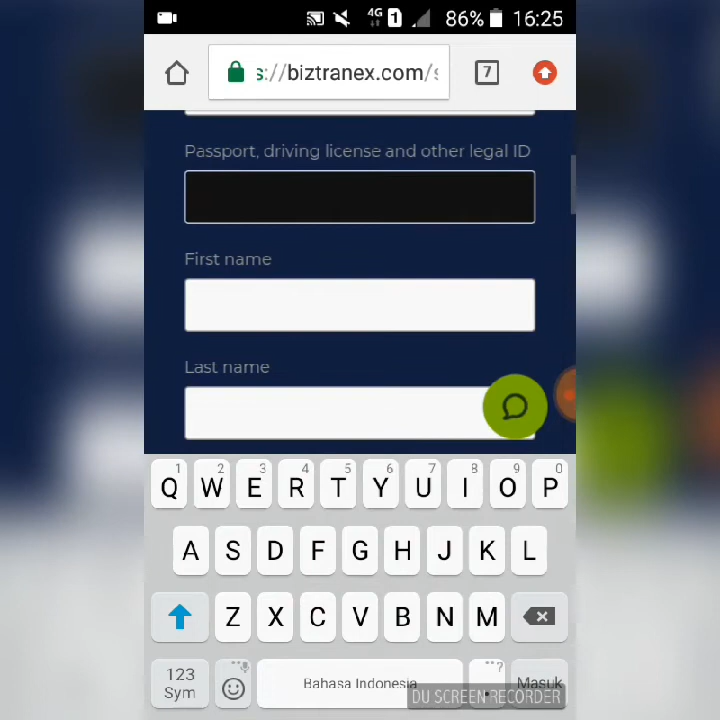 4G 1 86% 16:25
s://biztranex.com/s 7
Passport, driving license and other legal ID
First name
Last name
1 2 3 4 5 6 7 8 9 0
Q W E R T Y U I O P
A S D F G H J K L
Z X C V B N M
123 Sym Bahasa Indonesia . ? Masuk
DU SCREEN RECORDER